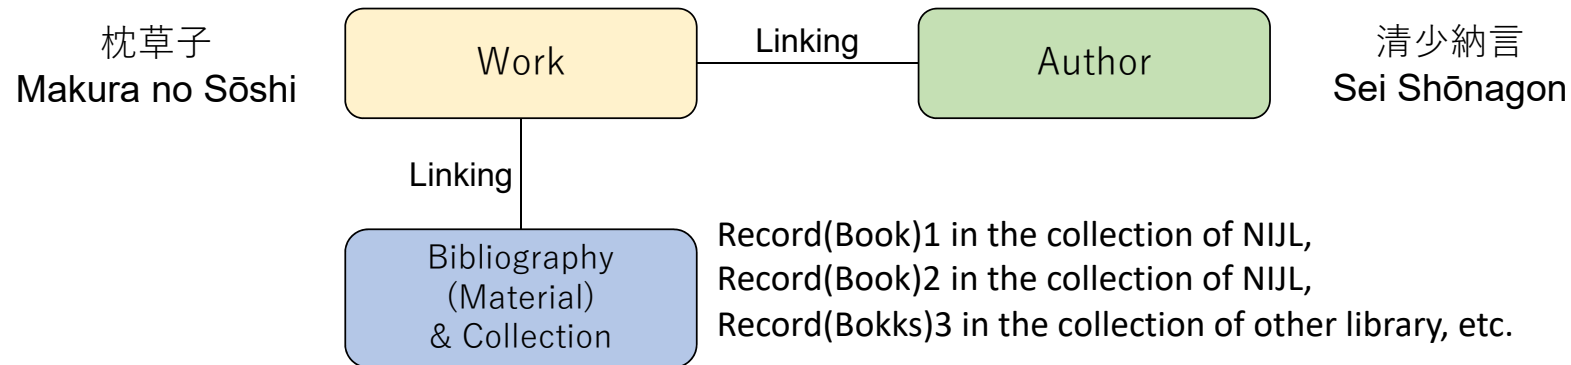 枕草子
Makura no Sōshi
Work
Linking
Author
清少納言
Sei Shōnagon
Linking
Bibliography
(Material)
& Collection
Record(Book)1 in the collection of NIJL,
Record(Book)2 in the collection of NIJL,
Record(Bokks)3 in the collection of other library, etc.